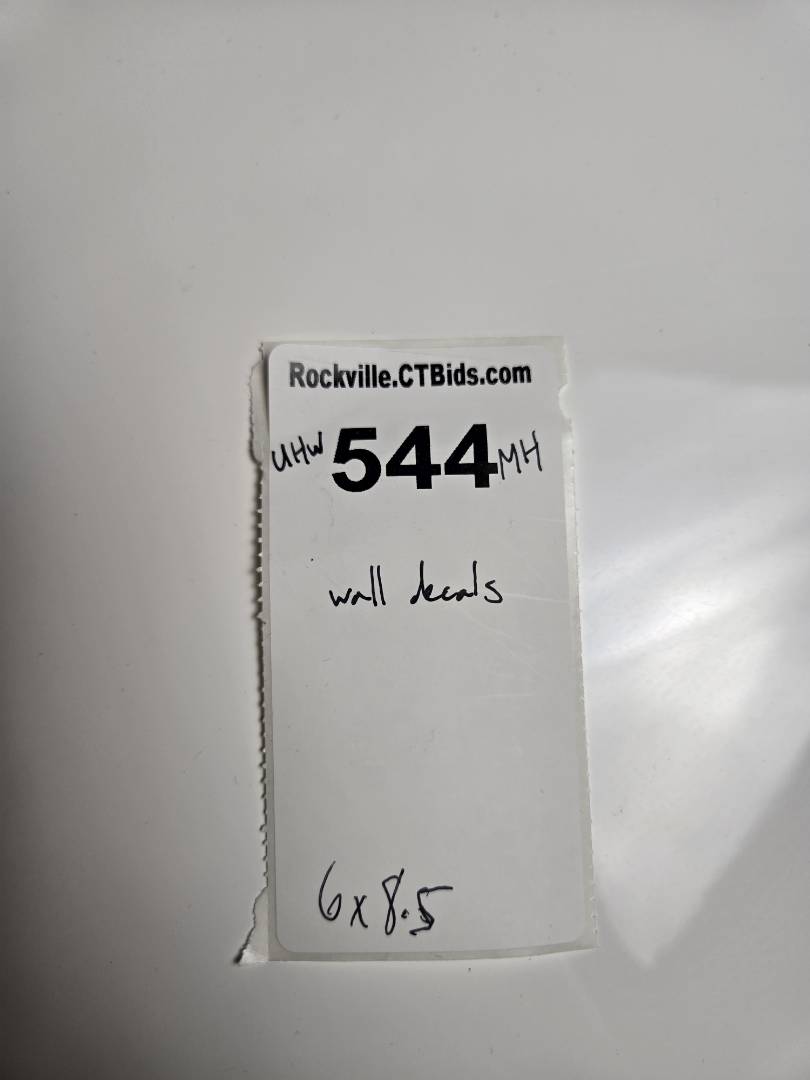 Rockville.CTBids.com
UHW 544 MH
wall decals
6x8.5